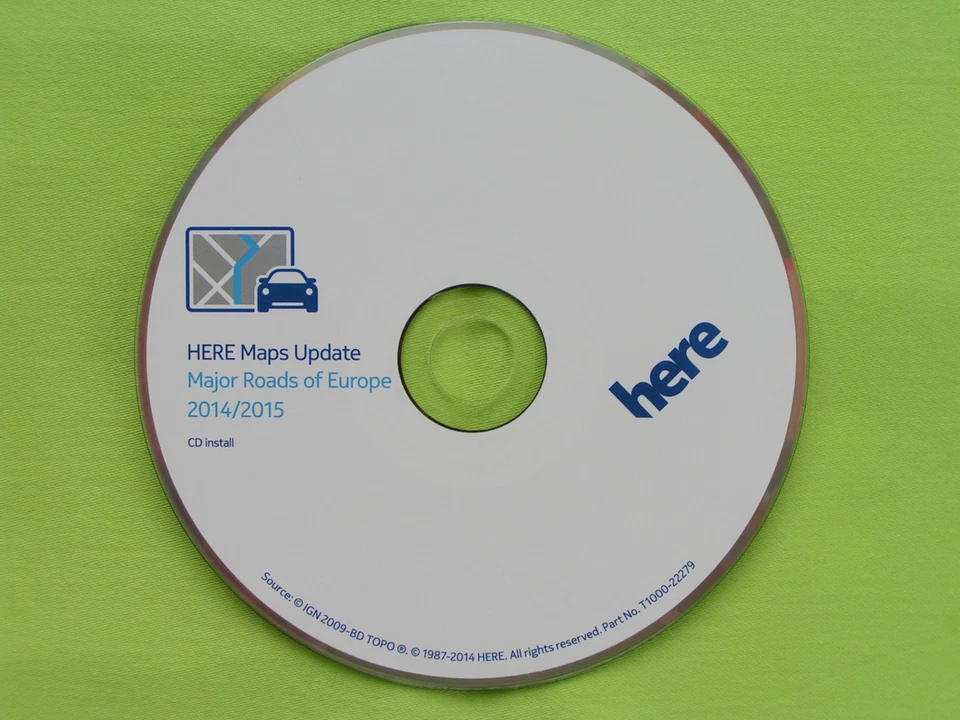 HERE Maps Update
Major Roads of Europe
2014/2015
CD install
here
Source: © IGN 2009-BD TOPO ®. © 1987-2014 HERE. All rights reserved. Part No. T1000-22279